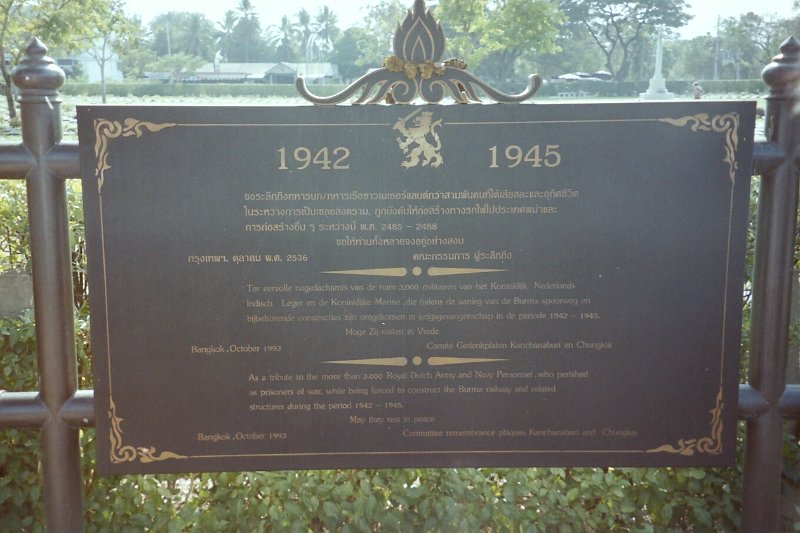 1942 1945
ขอระลึกถึงทหารบก/ทหารเรือชาวเนเธอร์แลนด์กว่าสามพันคนที่ได้เสียสละและอุทิศชีวิต
ในระหว่างการเป็นเชลยสงคราม, ถูกบังคับให้ก่อสร้างทางรถไฟไปประเทศพม่าและ
การก่อสร้างอื่น ๆ ระหว่างปี พ.ศ. 2485 - 2488
ขอให้ท่านทั้งหลายจงอยู่อย่างสงบ
กรุงเทพฯ, ตุลาคม พ.ศ. 2536 คณะกรรมการ ผู้ระลึกถึง
Ter eervolle nagedachtenis van de ruim 3,000 militairen van het Koninklijk Nederlands
Indisch Leger en de Koninklijke Marine, die tijdens de aanleg van de Burma spoorweg en
bijbehorende constructies zijn omgekomen in krijgsgevangenschap in de periode 1942 - 1945.
Moge Zij rusten in Vrede
Bangkok, October 1993 Comité Gedenkplaten Kanchanaburi en Chungkai
As a tribute to the more than 3.000 Royal Dutch Army and Navy Personnel, who perished
as prisoners of war, while being forced to construct the Burma railway and related
structures during the period 1942 - 1945.
May they rest in peace
Bangkok, October 1993 Committee remembrance plaques Kanchanaburi and Chungkai